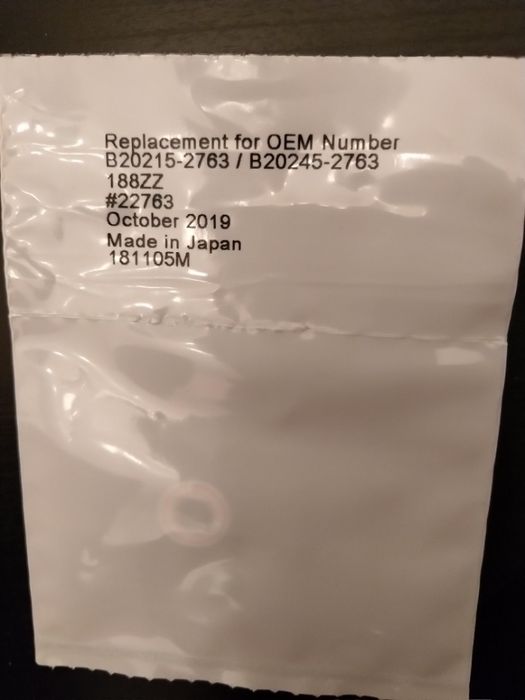 Replacement for OEM Number
B20215-2763 / B20245-2763
188ZZ
#22763
October 2019
Made in Japan
181105M